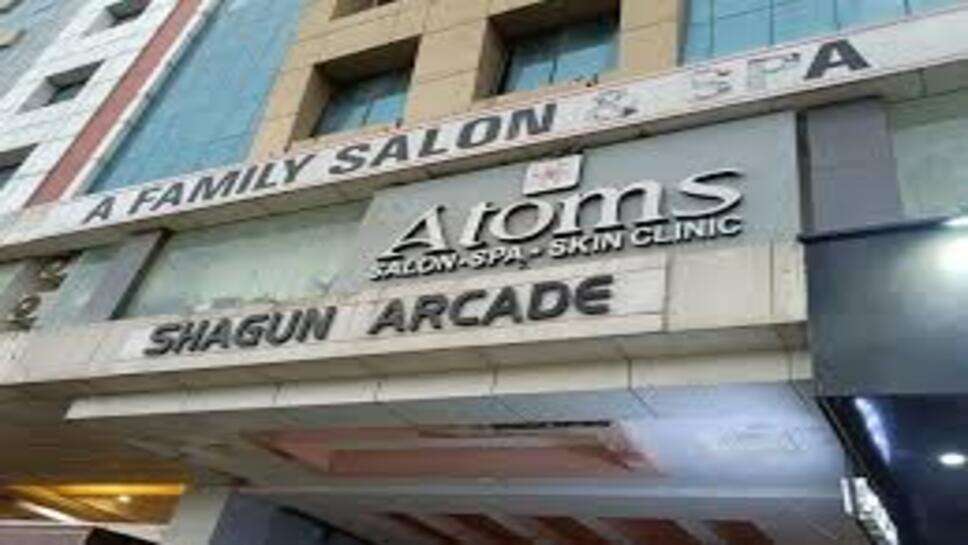 A FAMILY SALON & SPA
Atoms
SALON-SPA-SKIN CLINIC
SHAGUN ARCADE